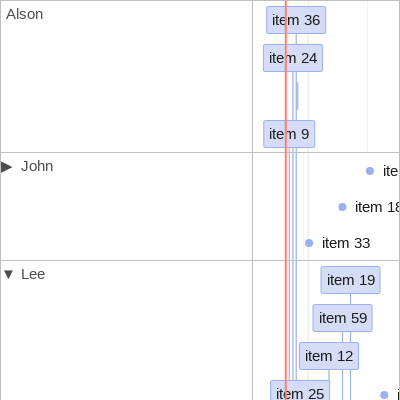 Alson
item 36
item 24
item 9
▶ John
item 18
item 33
▼ Lee
item 19
item 59
item 12
item 25